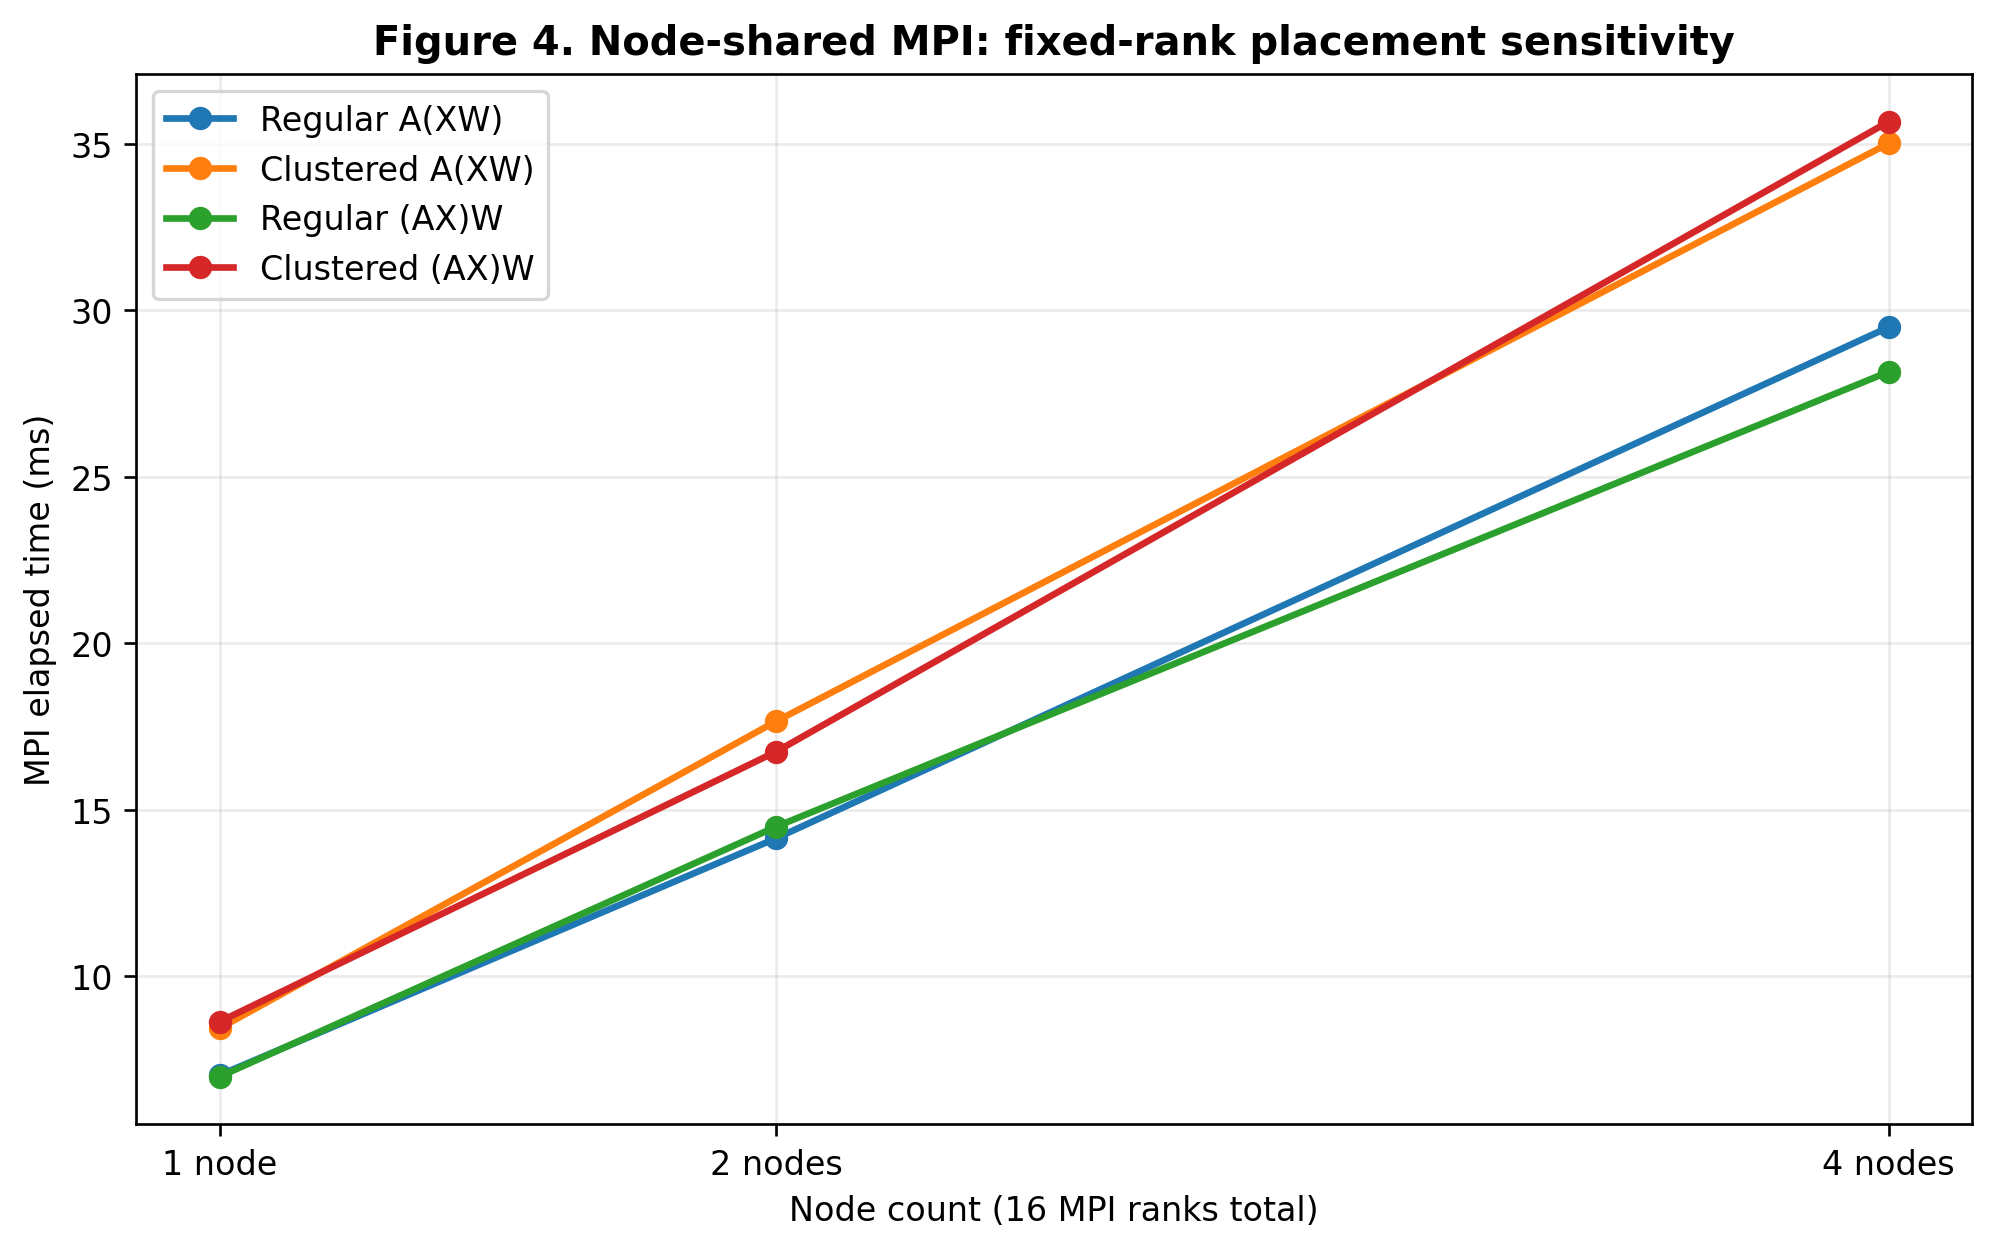 Figure 4. Node-shared MPI: fixed-rank placement sensitivity
Regular A(XW)
Clustered A(XW)
Regular (AX)W
Clustered (AX)W
35
30
25
20
15
10
MPI elapsed time (ms)
1 node
2 nodes
4 nodes
Node count (16 MPI ranks total)